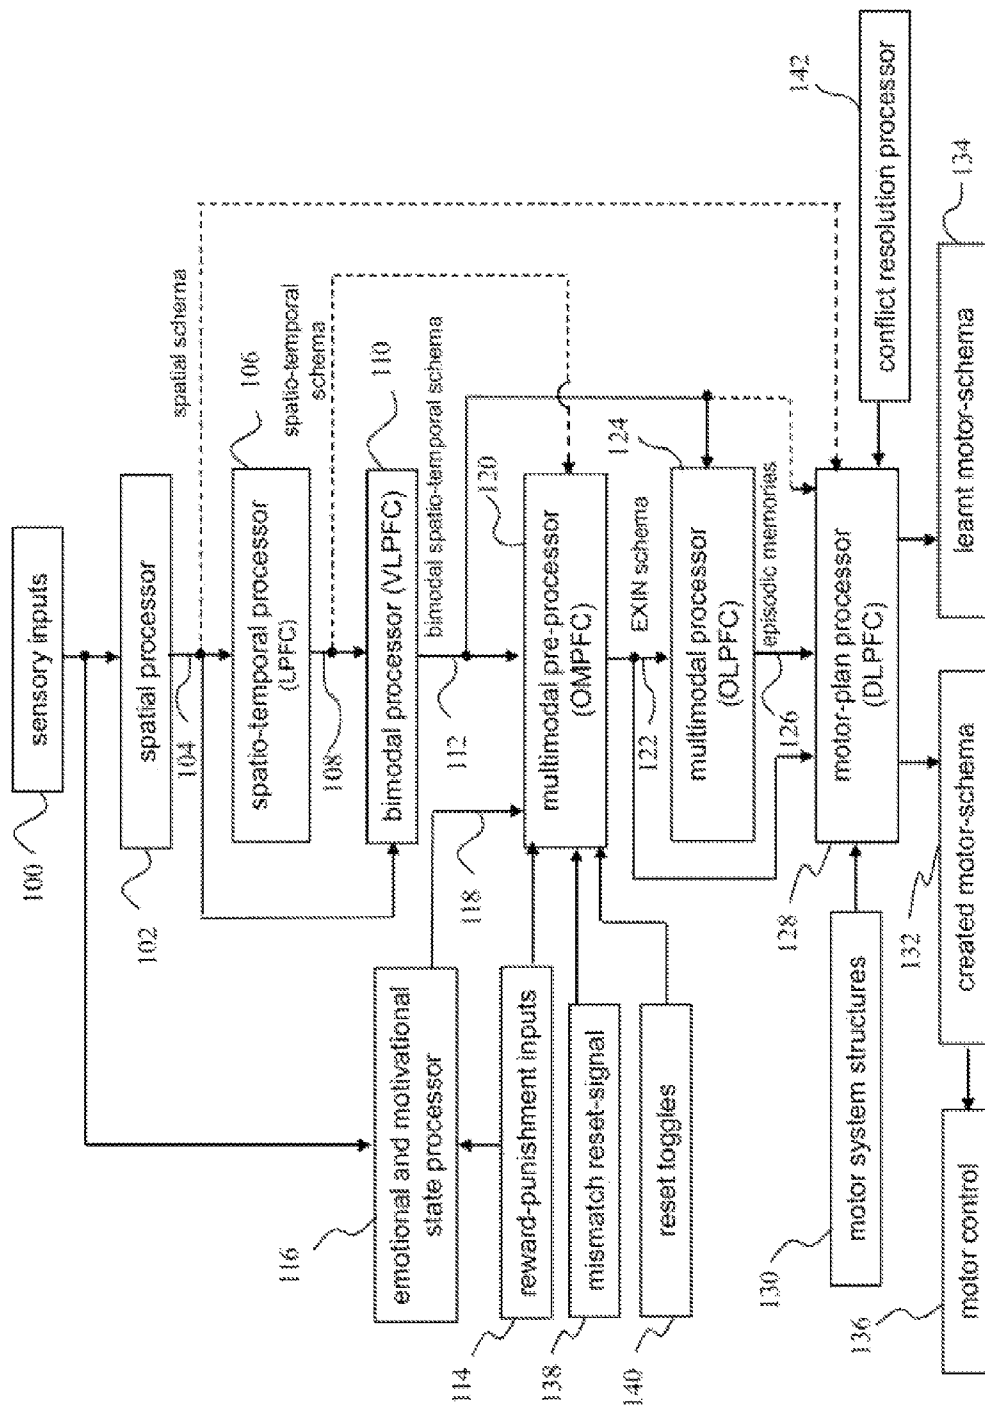 sensory inputs
100
spatial processor
102
104
spatial schema
spatio-temporal processor
(LPFC)
106
108
spatio-temporal
schema
bimodal processor (VLPFC)
110
112
bimodal spatio-temporal schema
emotional and motivational
state processor
116
118
reward-punishment inputs
114
mismatch reset-signal
138
reset toggles
140
multimodal pre-processor
(OMPFC)
120
122
EXIN schema
multimodal processor
(OLPFC)
124
126
episodic memories
motor-plan processor
(DLPFC)
128
motor system structures
130
conflict resolution processor
142
created motor-schema
132
learnt motor-schema
134
motor control
136